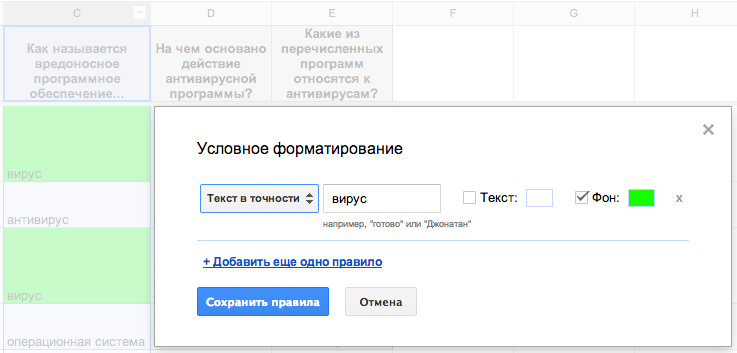 C
D
E
F
G
H
Как называется
вредоносное
программное
обеспечение...
На чем основано
действие
антивирусной
программы?
Какие из
перечисленных
программ
относятся к
антивирусам?
вирус
антивирус
вирус
операционная система
Условное форматирование
×
Текст в точности
вирус
Текст:
Фон:
x
например, "готово" или "Джонатан"
+ Добавить еще одно правило
Сохранить правила
Отмена